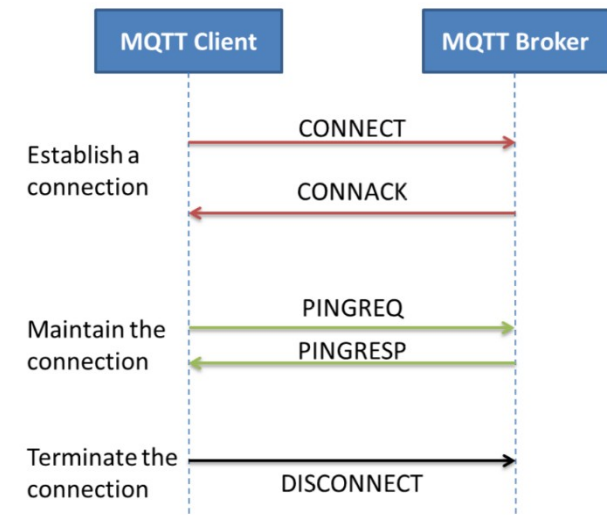 MQTT Client
MQTT Broker
CONNECT
Establish a
connection
CONNACK
PINGREQ
Maintain the
connection
PINGRESP
Terminate the
connection
DISCONNECT